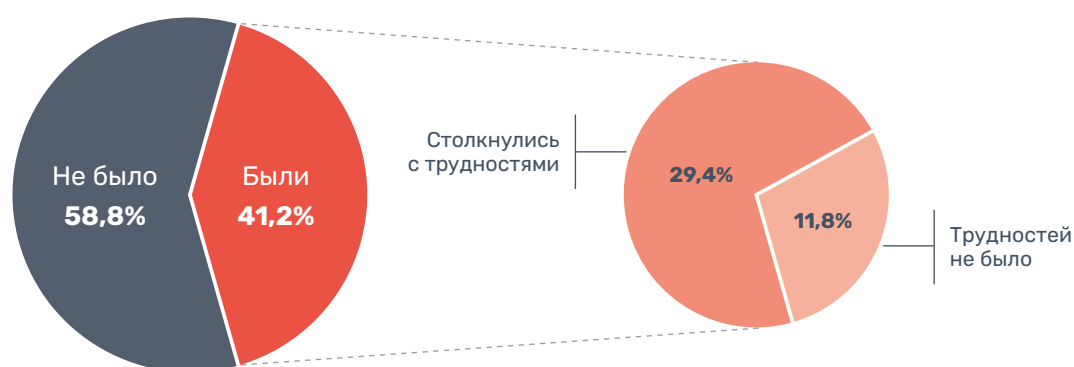 Не было
58,8%
Были
41,2%
Столкнулись
с трудностями
29,4%
11,8%
Трудностей
не было